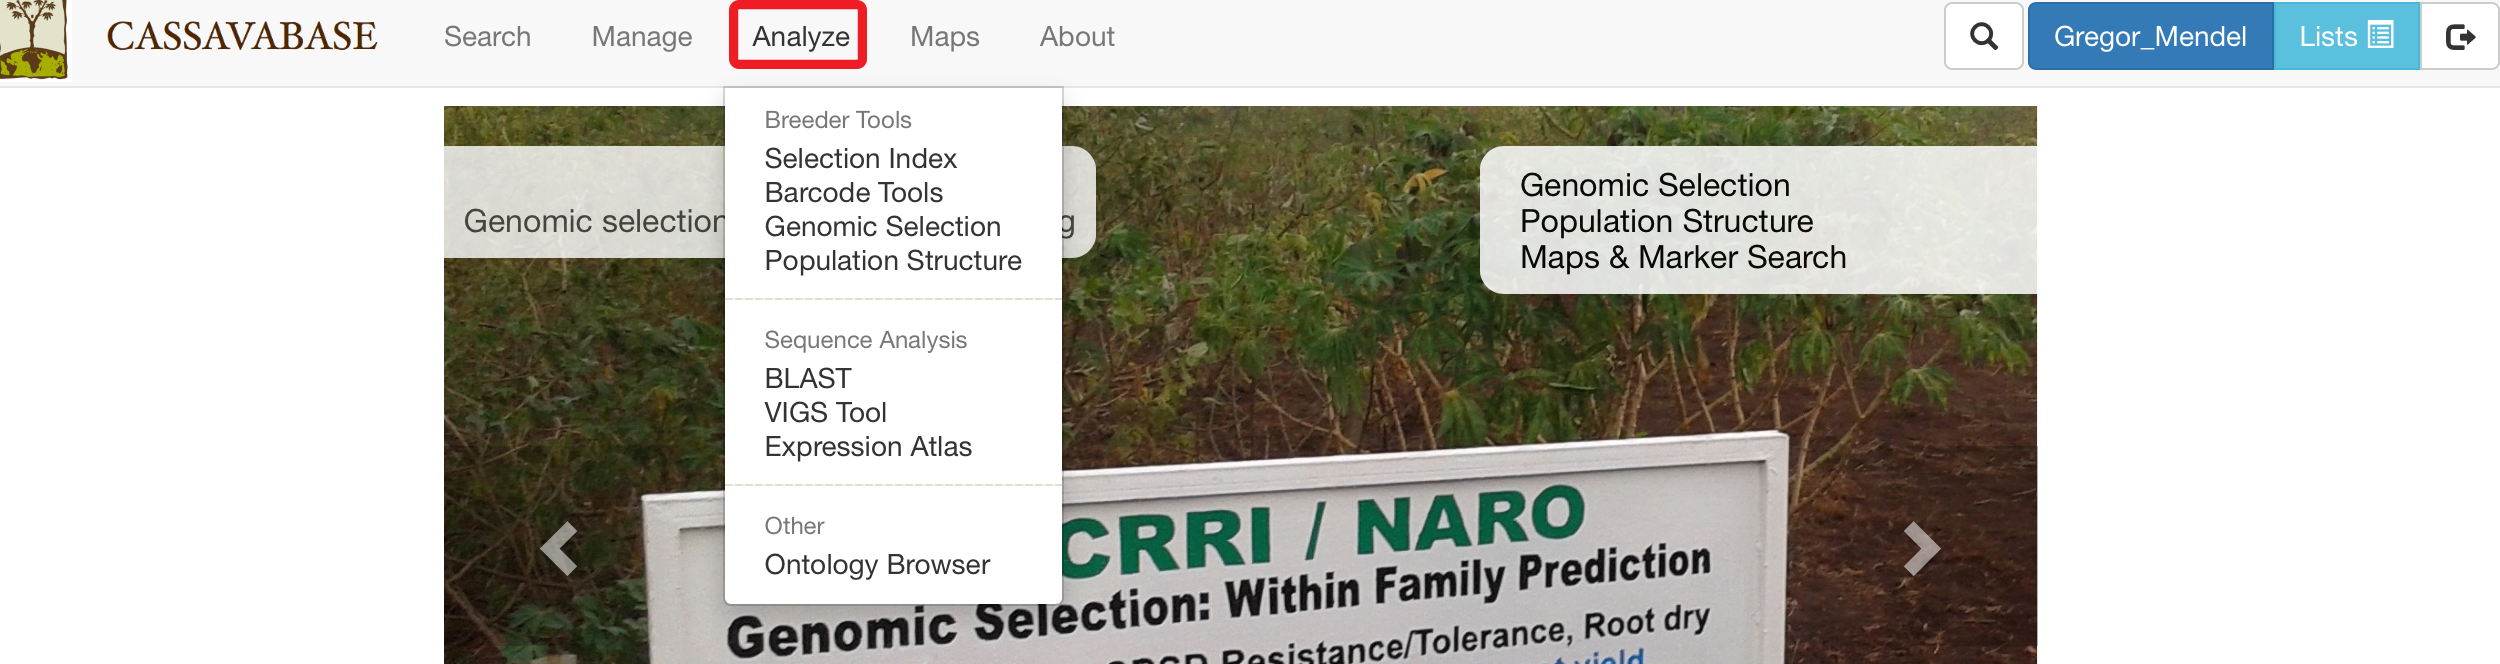 CASSAVABASE
Search
Manage
Analyze
Maps
About
Gregor_Mendel
Lists
Breeder Tools
Selection Index
Barcode Tools
Genomic Selection
Population Structure
Sequence Analysis
BLAST
VIGS Tool
Expression Atlas
Other
Ontology Browser
Genomic selection
Genomic Selection
Population Structure
Maps & Marker Search
CRRI / NARO
Genomic Selection: Within Family Prediction
Resistance/Tolerance, Root dry
yield